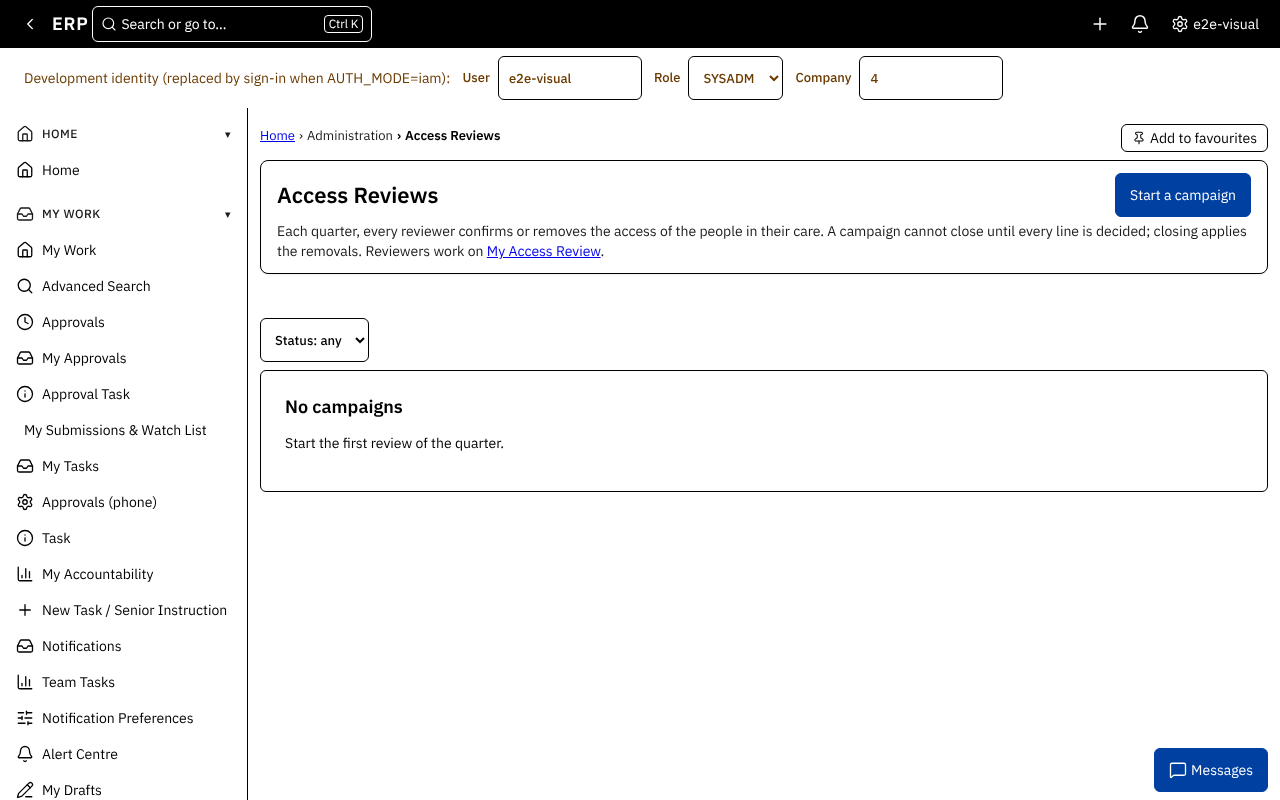 ERP
Search or go to...
Ctrl K
e2e-visual
Development identity (replaced by sign-in when AUTH_MODE=iam):
User
e2e-visual
Role
SYSADM
Company
4
HOME
Home
MY WORK
My Work
Advanced Search
Approvals
My Approvals
Approval Task
My Submissions & Watch List
My Tasks
Approvals (phone)
Task
My Accountability
New Task / Senior Instruction
Notifications
Team Tasks
Notification Preferences
Alert Centre
My Drafts
Home › Administration › Access Reviews
Add to favourites
Access Reviews
Start a campaign
Each quarter, every reviewer confirms or removes the access of the people in their care. A campaign cannot close until every line is decided; closing applies
the removals. Reviewers work on My Access Review.
Status: any
No campaigns
Start the first review of the quarter.
Messages